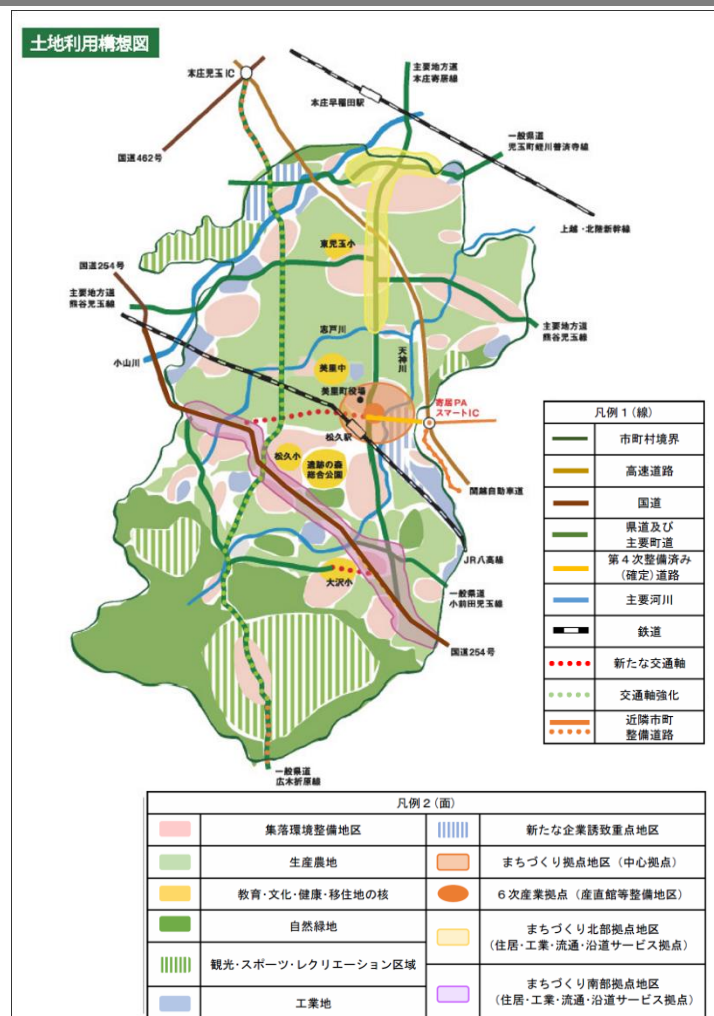 土地利用構想図
本庄児玉IC
主要地方道
本庄寄居線
本庄早稲田駅
一般県道
児玉町蛭川普済寺線
国道462号
上越・北陸新幹線
東児玉小
国道254号
主要地方道
熊谷児玉線
志戸川
天神川
主要地方道
熊谷児玉線
小山川
美里中
美里町役場
寄居PA
スマートIC
松久駅
松久小
遺跡の森
総合公園
関越自動車道
JR八高線
大沢小
一般県道
小前田児玉線
国道254号
一般県道
広木折原線
凡例1(線)
市町村境界
高速道路
国道
県道及び
主要町道
第4次整備済み
(確定)道路
主要河川
鉄道
新たな交通軸
交通軸強化
近隣市町
整備道路
凡例2(面)
集落環境整備地区
新たな企業誘致重点地区
生産農地
まちづくり拠点地区(中心拠点)
教育・文化・健康・移住地の核
6次産業拠点(産直館等整備地区)
自然緑地
まちづくり北部拠点地区
(住居・工業・流通・沿道サービス拠点)
観光・スポーツ・レクリエーション区域
まちづくり南部拠点地区
(住居・工業・流通・沿道サービス拠点)
工業地